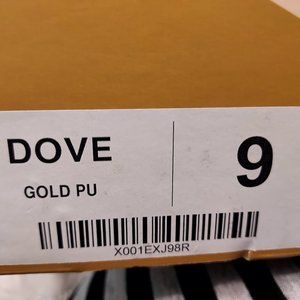 DOVE
GOLD PU
9
X001EXJ98R